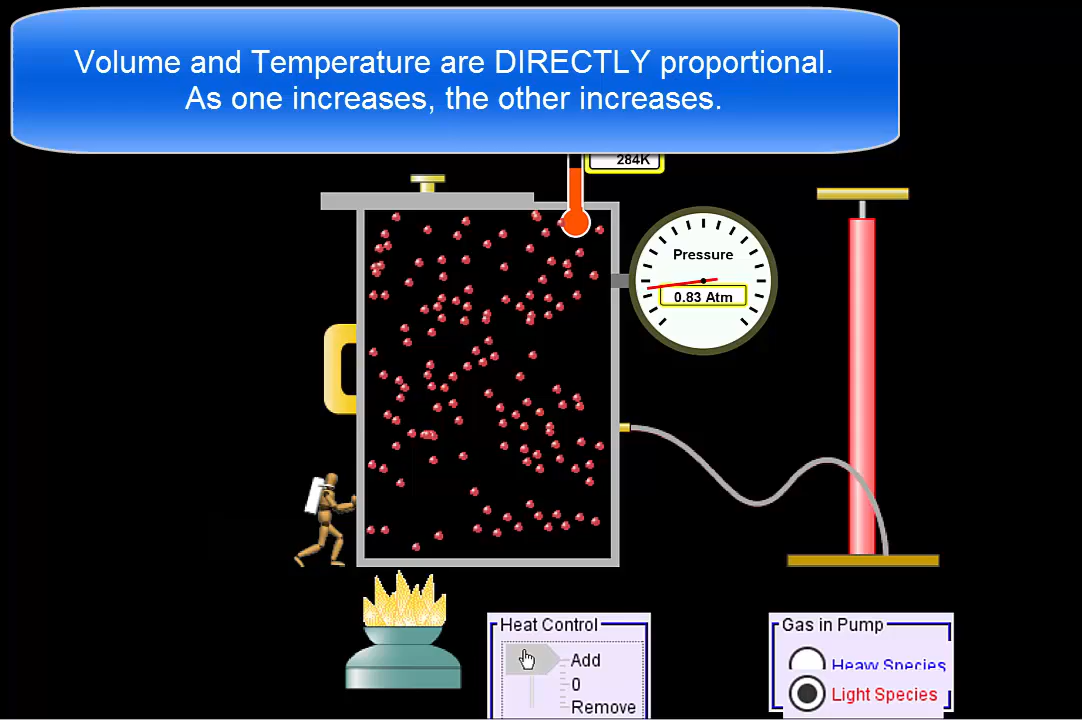 Volume and Temperature are DIRECTLY proportional.
As one increases, the other increases.
284K
Pressure
0.83 Atm
Heat Control
Add
0
Remove
Gas in Pump
Heavy Species
Light Species